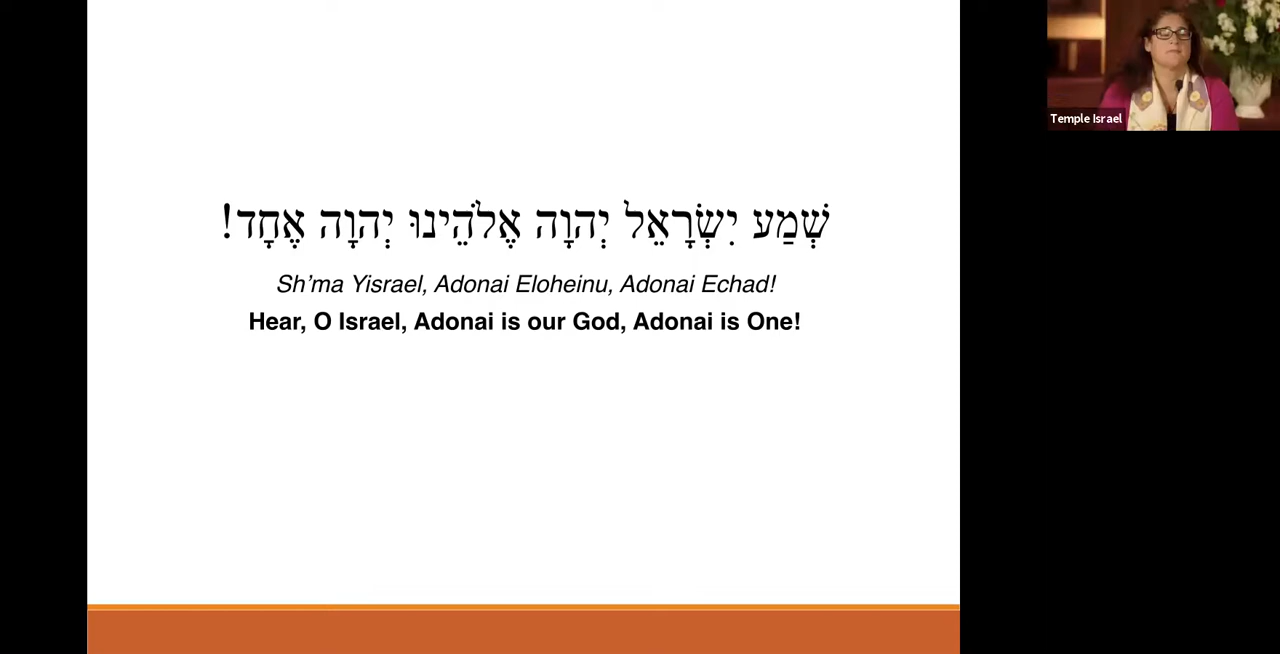 שְׁמַע יִשְׂרָאֵל יְהוָה אֱלֹהֵינוּ יְהוָה אֶחָד!
Sh’ma Yisrael, Adonai Eloheinu, Adonai Echad!
Hear, O Israel, Adonai is our God, Adonai is One!
Temple Israel